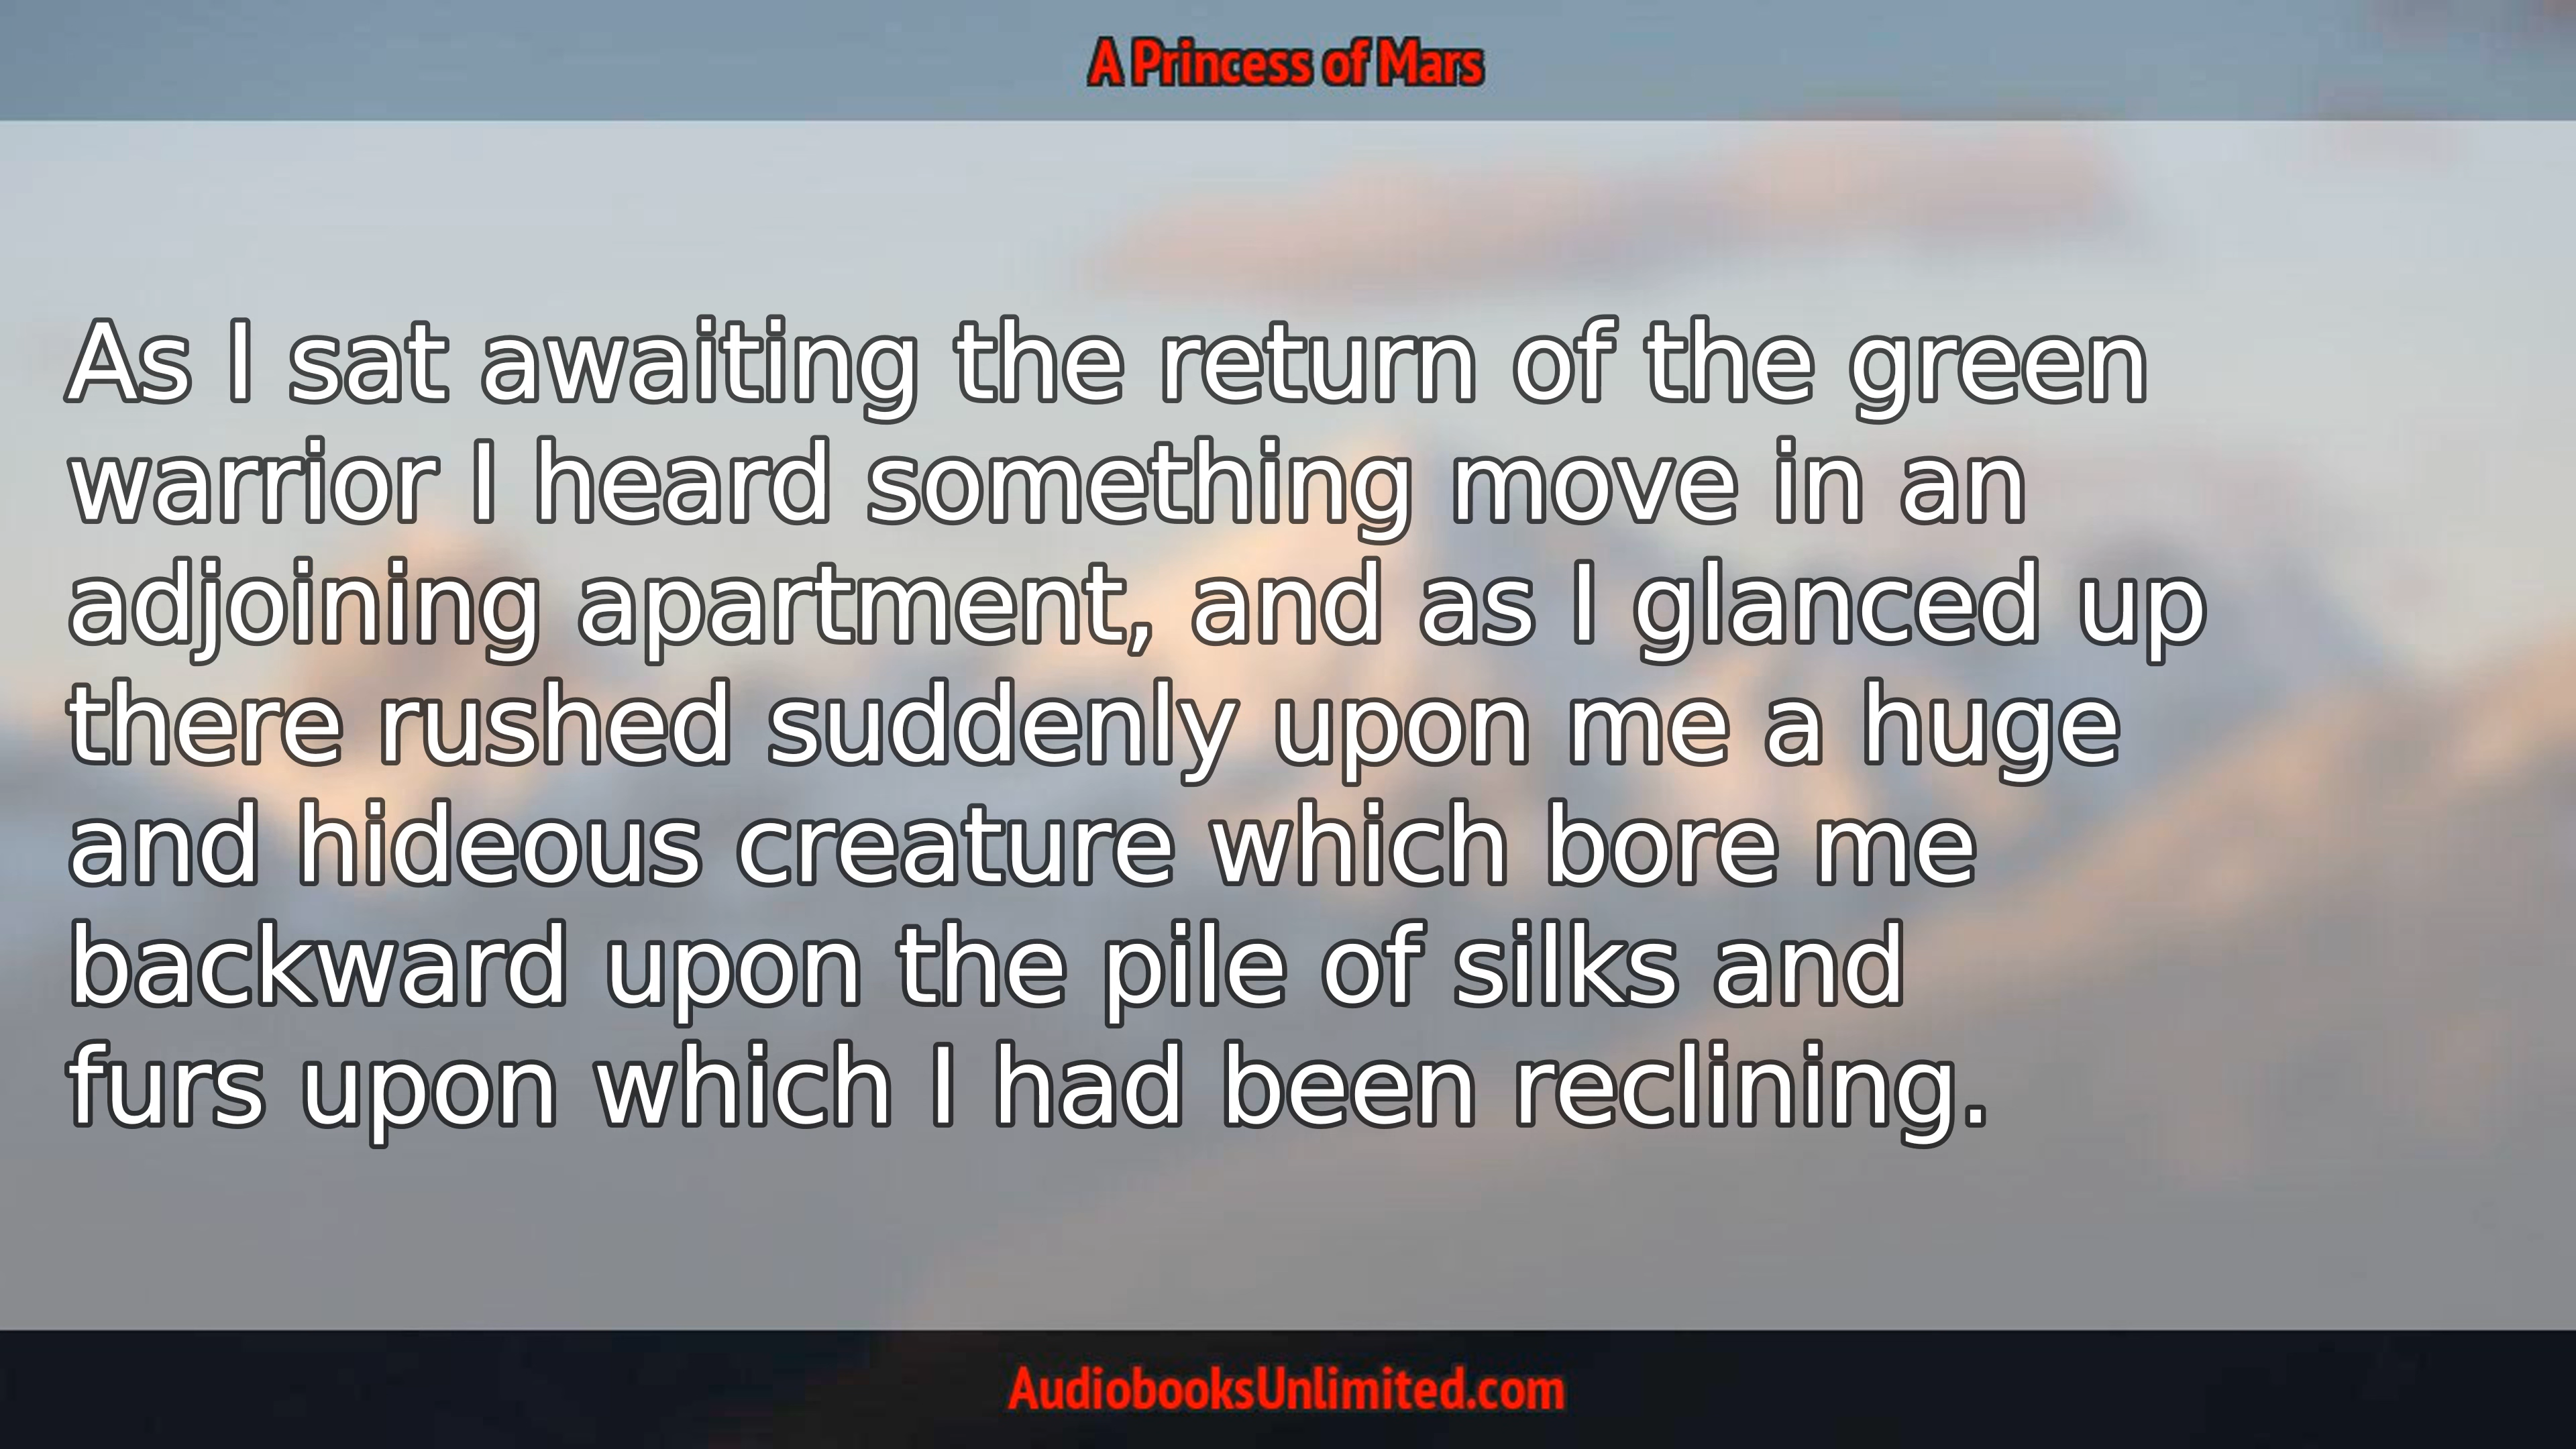 A Princess of Mars
As I sat awaiting the return of the green
warrior I heard something move in an
adjoining apartment, and as I glanced up
there rushed suddenly upon me a huge
and hideous creature which bore me
backward upon the pile of silks and
furs upon which I had been reclining.
AudiobooksUnlimited.com